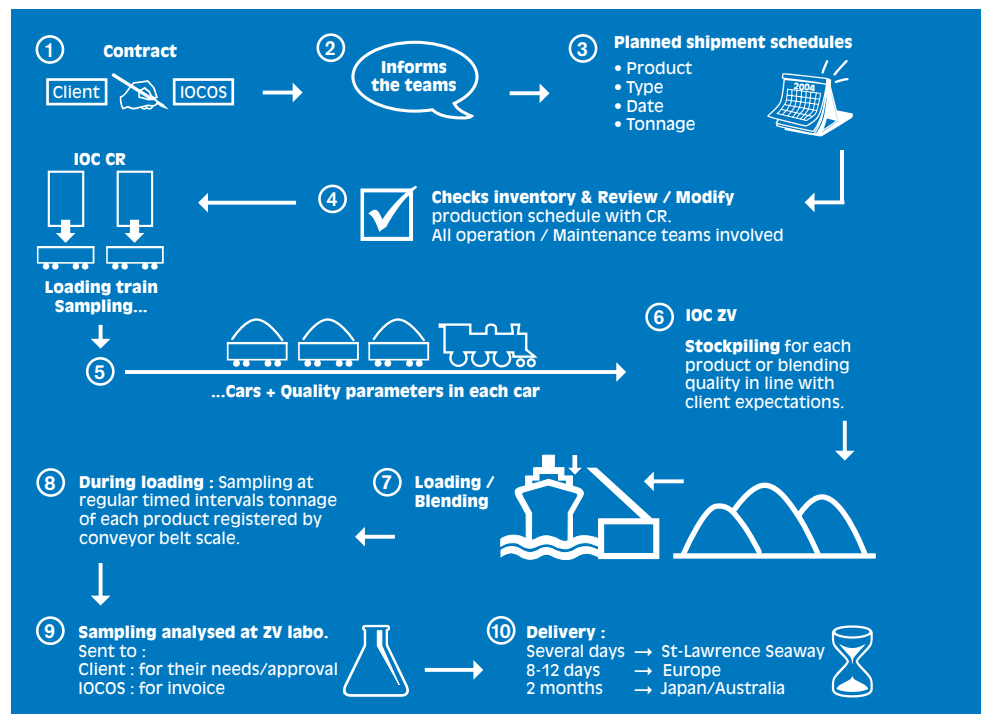 1
Contract
Client
IOCOS
2
Informs
the teams
3
Planned shipment schedules
• Product
• Type
• Date
• Tonnage
2004
IOC CR
Loading train
Sampling...
4
Checks inventory & Review / Modify
production schedule with CR.
All operation / Maintenance teams involved
5
...Cars + Quality parameters in each car
6
IOC ZV
Stockpiling for each
product or blending
quality in line with
client expectations.
7
Loading /
Blending
8
During loading : Sampling at
regular timed intervals tonnage
of each product registered by
conveyor belt scale.
9
Sampling analysed at ZV labo.
Sent to :
Client : for their needs/approval
IOCOS : for invoice
10
Delivery :
Several days → St-Lawrence Seaway
8-12 days → Europe
2 months → Japan/Australia